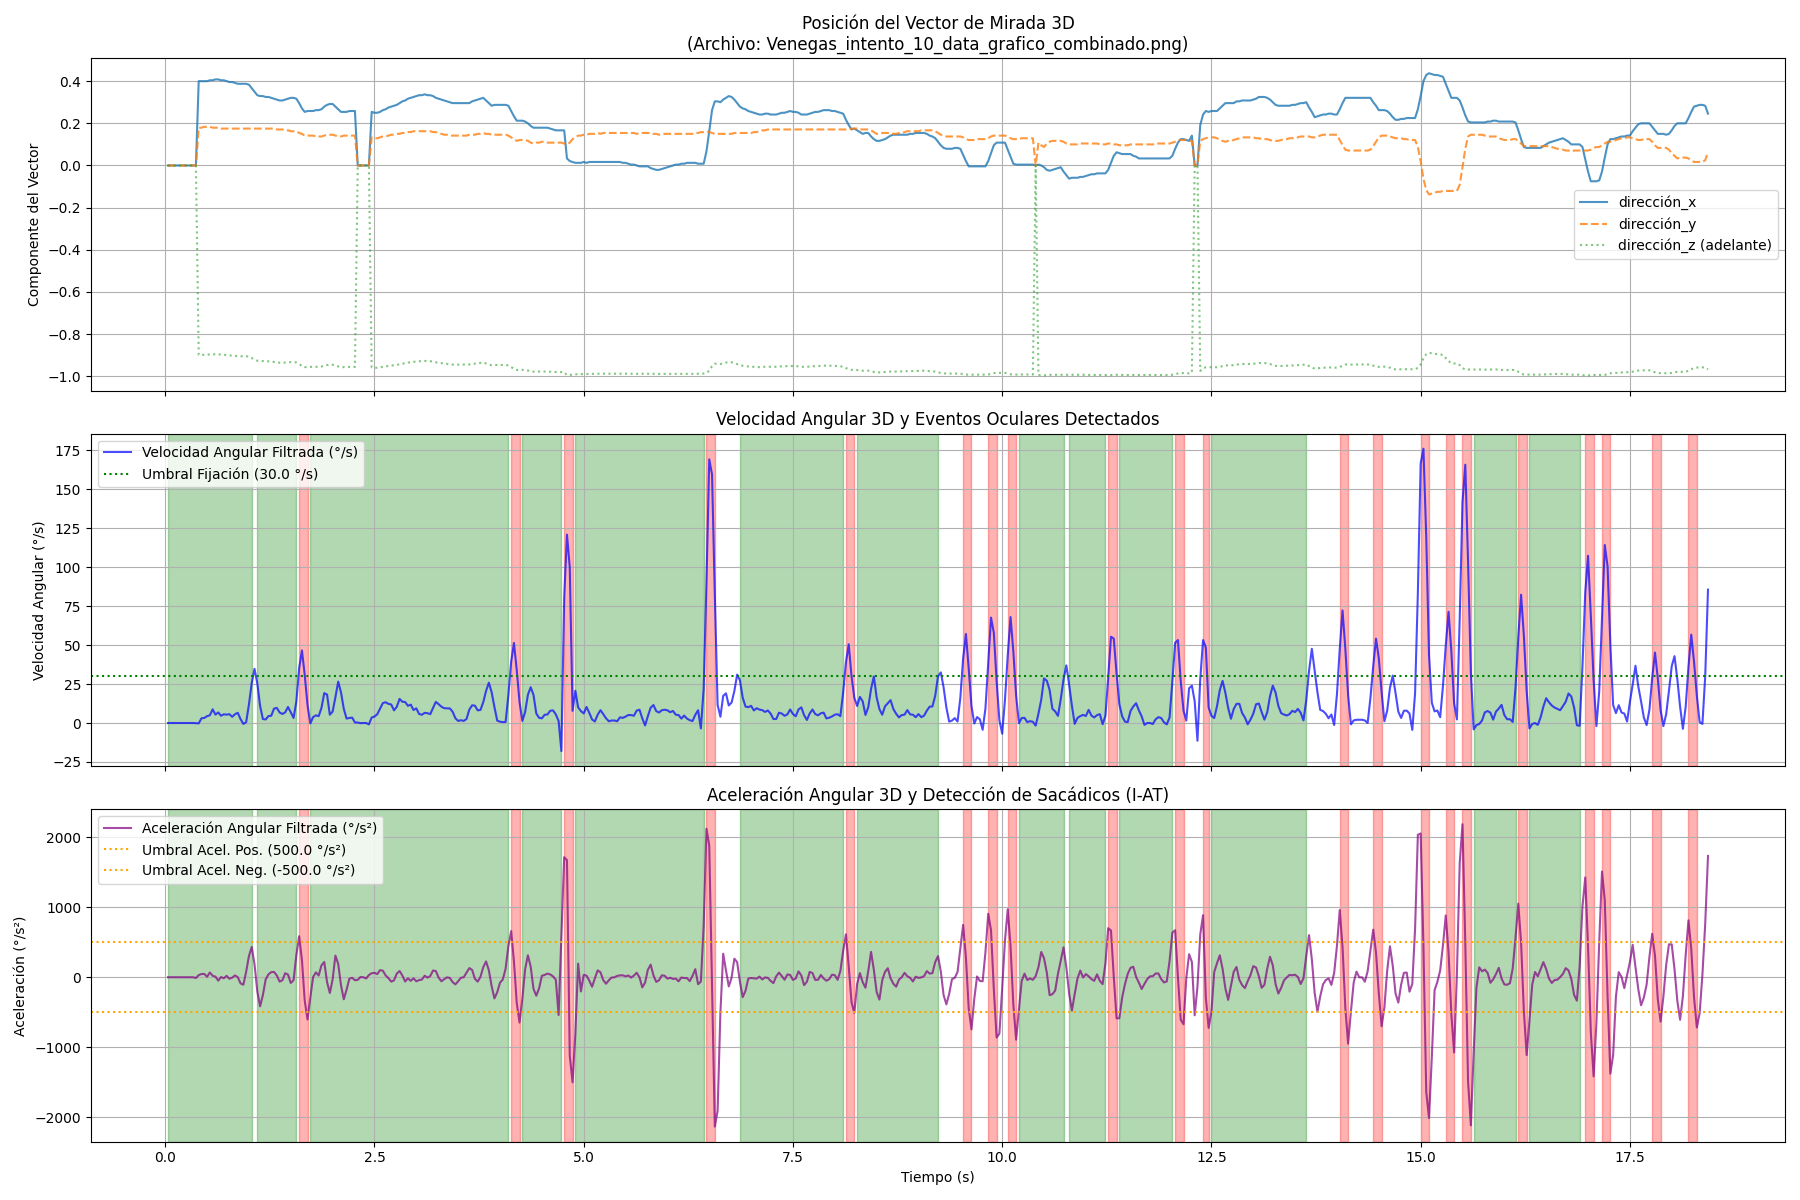 Posición del Vector de Mirada 3D
(Archivo: Venegas_intento_10_data_grafico_combinado.png)
Componente del Vector
0.4
0.2
0.0
−0.2
−0.4
−0.6
−0.8
−1.0
dirección_x
dirección_y
dirección_z (adelante)
Velocidad Angular 3D y Eventos Oculares Detectados
Velocidad Angular (°/s)
175
150
125
100
75
50
25
0
−25
Velocidad Angular Filtrada (°/s)
Umbral Fijación (30.0 °/s)
Aceleración Angular 3D y Detección de Sacádicos (I-AT)
Aceleración (°/s²)
2000
1000
0
−1000
−2000
Aceleración Angular Filtrada (°/s²)
Umbral Acel. Pos. (500.0 °/s²)
Umbral Acel. Neg. (-500.0 °/s²)
0.0 2.5 5.0 7.5 10.0 12.5 15.0 17.5
Tiempo (s)